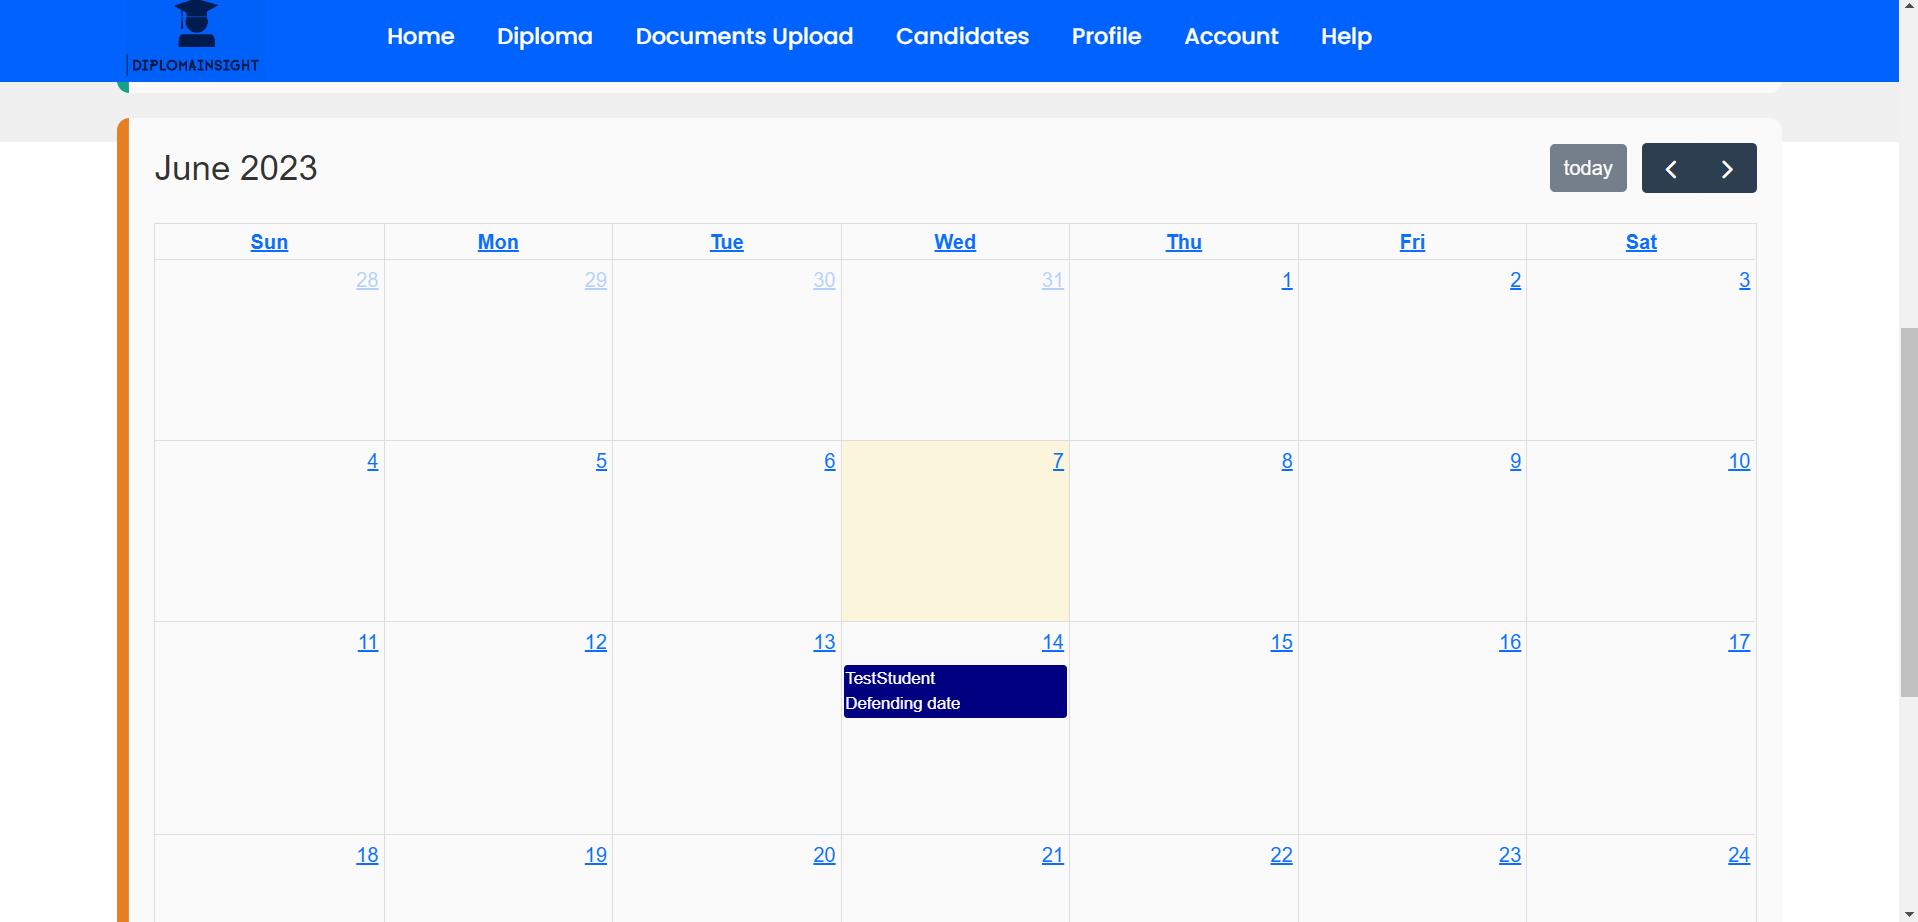 Home Diploma Documents Upload Candidates Profile Account Help
DIPLOMAINSIGHT
June 2023
today
Sun Mon Tue Wed Thu Fri Sat
28 29 30 31 1 2 3
4 5 6 7 8 9 10
11 12 13 14 15 16 17
TestStudent
Defending date
18 19 20 21 22 23 24